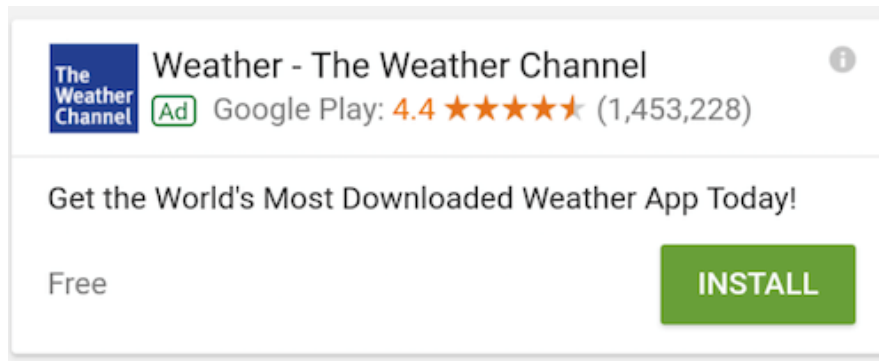 The
Weather
Channel
Weather - The Weather Channel
Ad Google Play: 4.4 (1,453,228)
Get the World's Most Downloaded Weather App Today!
Free
INSTALL